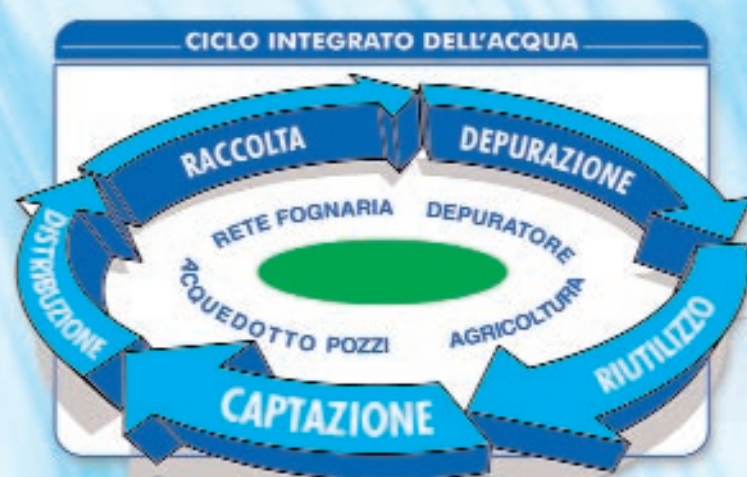 CICLO INTEGRATO DELL'ACQUA
RACCOLTA
DEPURAZIONE
RIUTILIZZO
CAPTAZIONE
DISTRIBUZIONE
RETE FOGNARIA
DEPURATORE
AGRICOLTURA
POZZI
ACQUEDOTTO